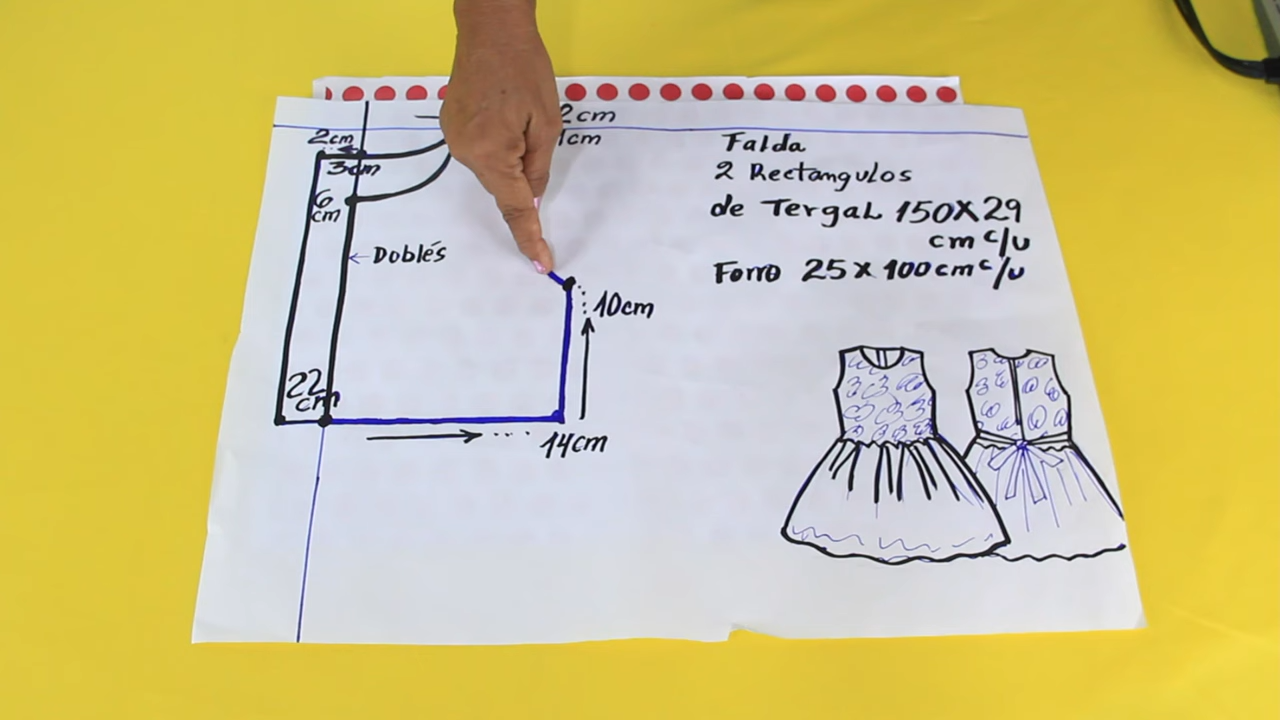 2cm
1cm
2cm
3cm
6
cm
Doblés
10cm
22
cm
14cm
Falda
2 Rectangulos
de Tergal 150X29
cm c/u
Forro 25 x 100cm c/u